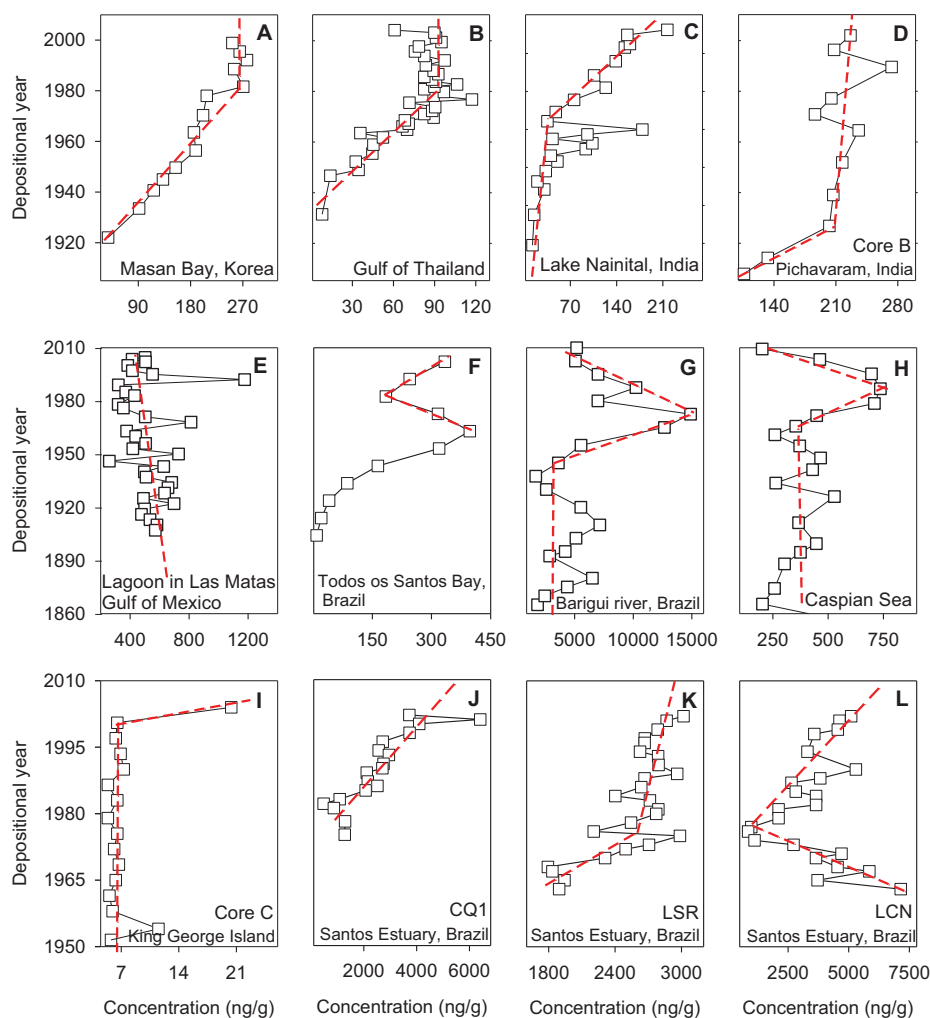 A
B
C
D
Depositional year
2000
1980
1960
1940
1920
Masan Bay, Korea
Gulf of Thailand
Lake Nainital, India
Core B
Pichavaram, India
90 180 270
30 60 90 120
70 140 210
140 210 280
E
F
G
H
Depositional year
2010
1980
1950
1920
1890
1860
Lagoon in Las Matas
Gulf of Mexico
Todos os Santos Bay,
Brazil
Barigui river, Brazil
Caspian Sea
400 800 1200
180 300 450
5000 10000 15000
200 500 750
I
J
K
L
Depositional year
2010
1995
1980
1965
1950
Core C
King George Island
CQ1
Santos Estuary, Brazil
LSR
Santos Estuary, Brazil
LCN
Santos Estuary, Brazil
7 14 21
2000 4000 6400
1800 2400 3000
2500 5000 7500
Concentration (ng/g)
Concentration (ng/g)
Concentration (ng/g)
Concentration (ng/g)